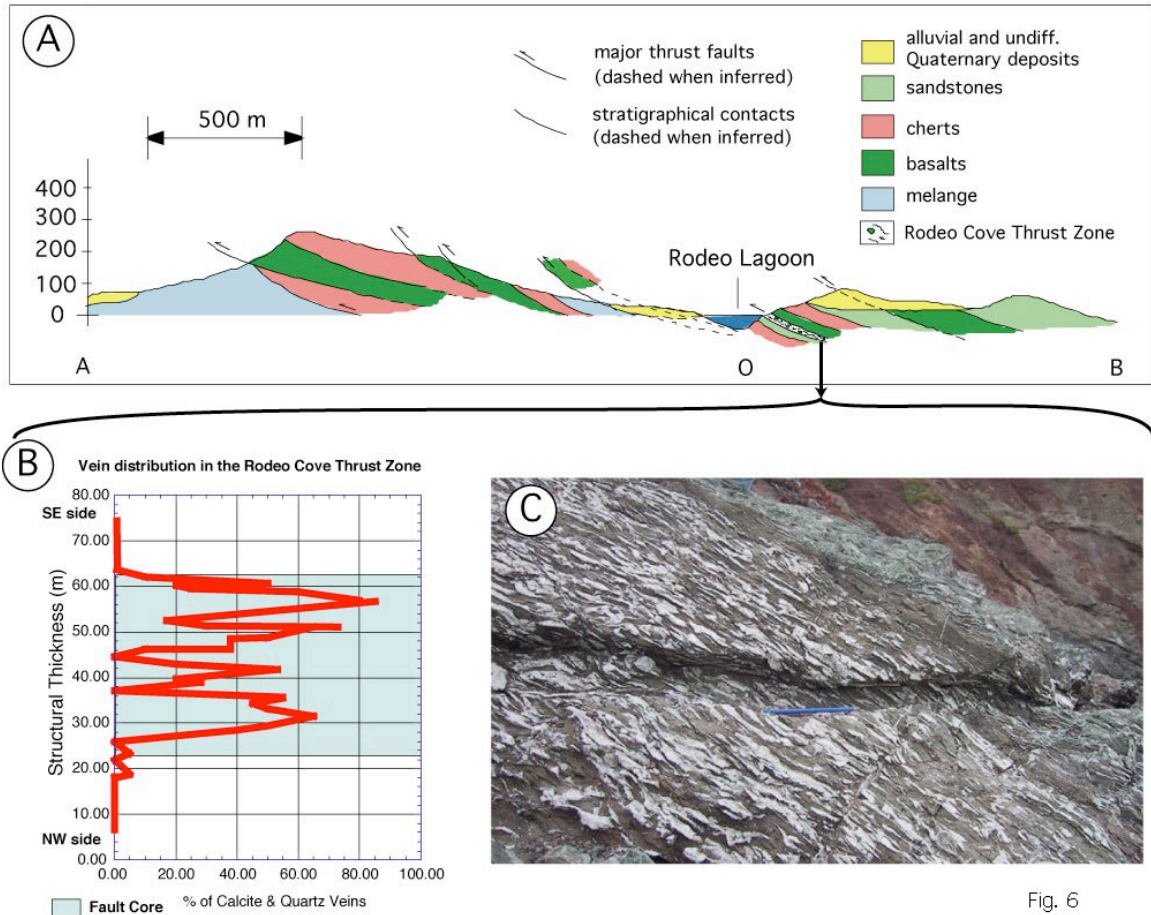 A
major thrust faults
(dashed when inferred)
stratigraphical contacts
(dashed when inferred)
alluvial and undiff.
Quaternary deposits
sandstones
cherts
basalts
melange
Rodeo Cove Thrust Zone
500 m
400
300
200
100
0
Rodeo Lagoon
A
O
B
B
Vein distribution in the Rodeo Cove Thrust Zone
80.00
SE side
70.00
60.00
50.00
40.00
30.00
20.00
10.00
NW side
0.00
Structural Thickness (m)
0.00 20.00 40.00 60.00 80.00 100.00
Fault Core
% of Calcite & Quartz Veins
C
Fig. 6